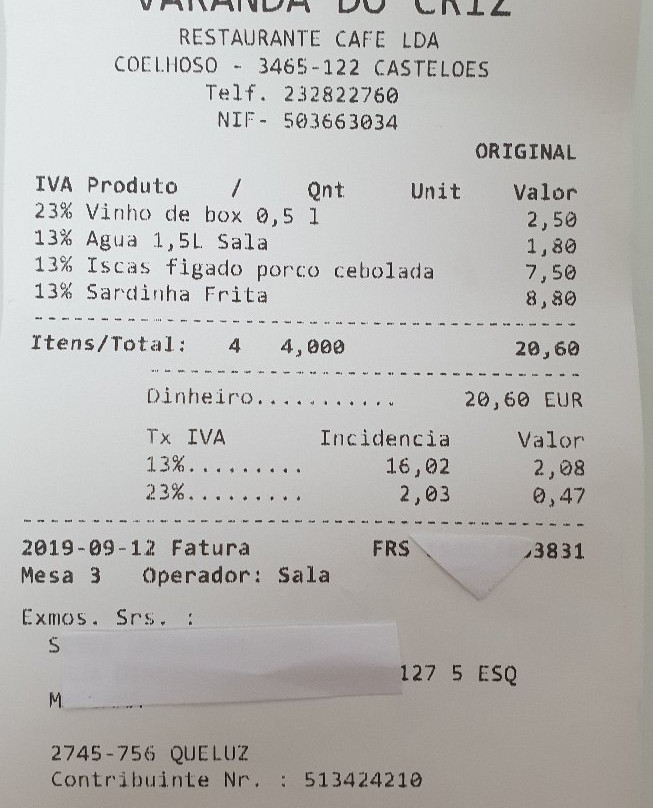 VARANDA DO CRIZ
RESTAURANTE CAFE LDA
COELHOSO - 3465-122 CASTELOES
Telf. 232822760
NIF- 503663034
ORIGINAL
IVA Produto / Qnt Unit Valor
23% Vinho de box 0,5 l 2,50
13% Agua 1,5L Sala 1,80
13% Iscas figado porco cebolada 7,50
13% Sardinha Frita 8,80
Itens/Total: 4 4,000 20,60
Dinheiro........... 20,60 EUR
Tx IVA Incidencia Valor
13%......... 16,02 2,08
23%......... 2,03 0,47
2019-09-12 Fatura FRS 3831
Mesa 3 Operador: Sala
Exmos. Srs. :
S
127 5 ESQ
M
2745-756 QUELUZ
Contribuinte Nr. : 513424210